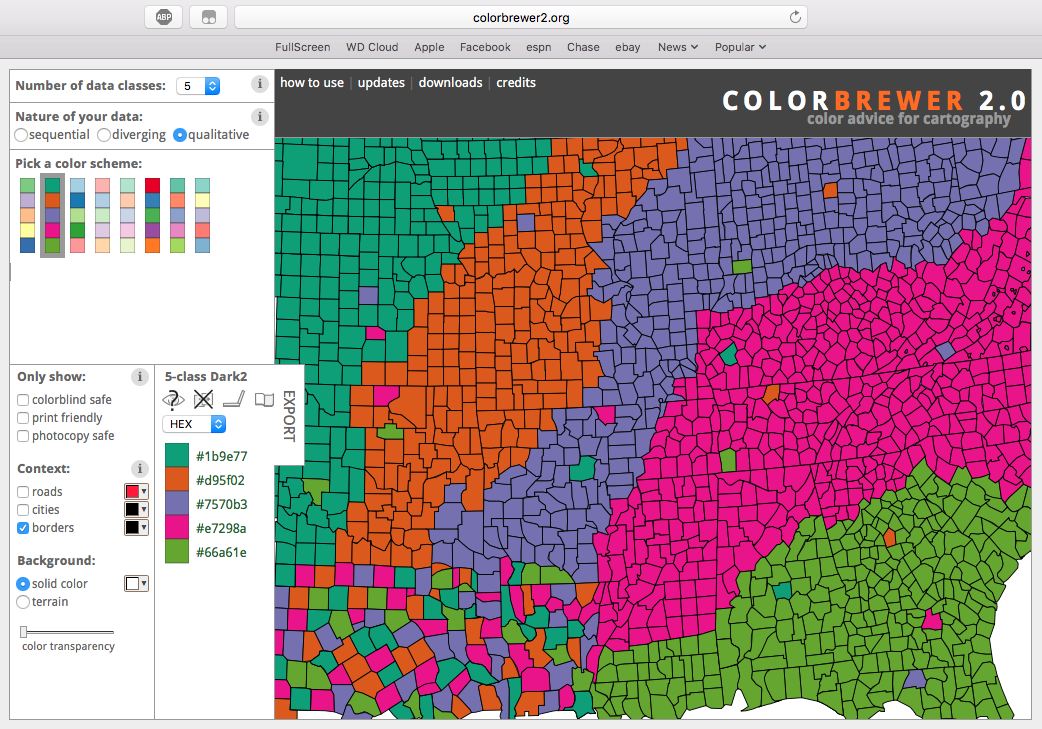 ABP
colorbrewer2.org
FullScreen WD Cloud Apple Facebook espn Chase ebay News Popular
Number of data classes: 5 i
how to use | updates | downloads | credits
COLORBREWER 2.0
color advice for cartography
Nature of your data: i
sequential diverging qualitative
Pick a color scheme:
Only show: i
colorblind safe
print friendly
photocopy safe
Context: i
roads
cities
borders
Background:
solid color
terrain
color transparency
5-class Dark2
?
HEX
EXPORT
#1b9e77
#d95f02
#7570b3
#e7298a
#66a61e